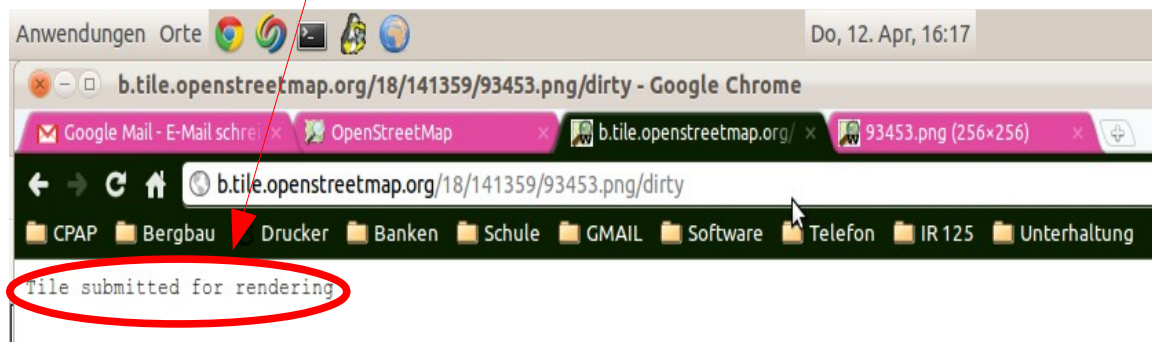 Anwendungen Orte Do, 12. Apr, 16:17
b.tile.openstreetmap.org/18/141359/93453.png/dirty - Google Chrome
Google Mail - E-Mail schrei OpenStreetMap b.tile.openstreetmap.org/ 93453.png (256×256)
b.tile.openstreetmap.org/18/141359/93453.png/dirty
CPAP Bergbau Drucker Banken Schule GMAIL Software Telefon IR 125 Unterhaltung
Tile submitted for rendering